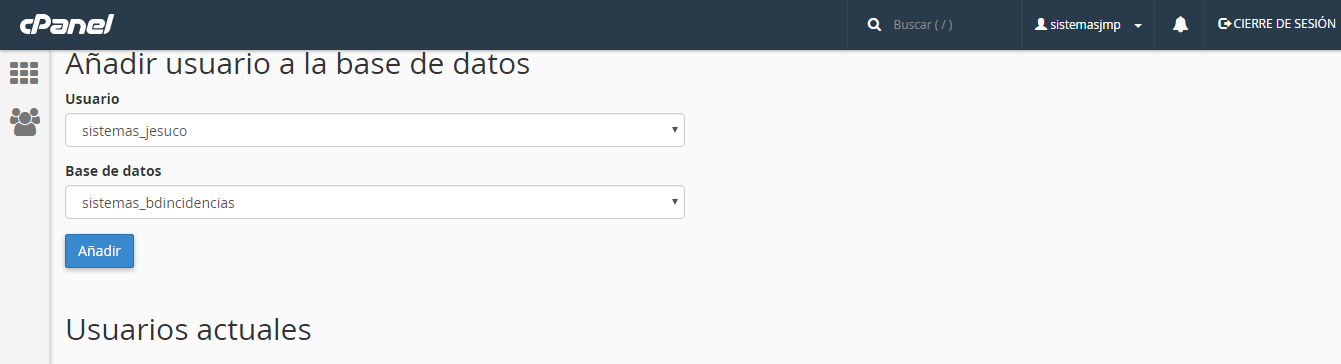 cPanel
Buscar ( / )
sistemasjmp
CIERRE DE SESIÓN
Añadir usuario a la base de datos
Usuario
sistemas_jesuco
Base de datos
sistemas_bdincidencias
Añadir
Usuarios actuales